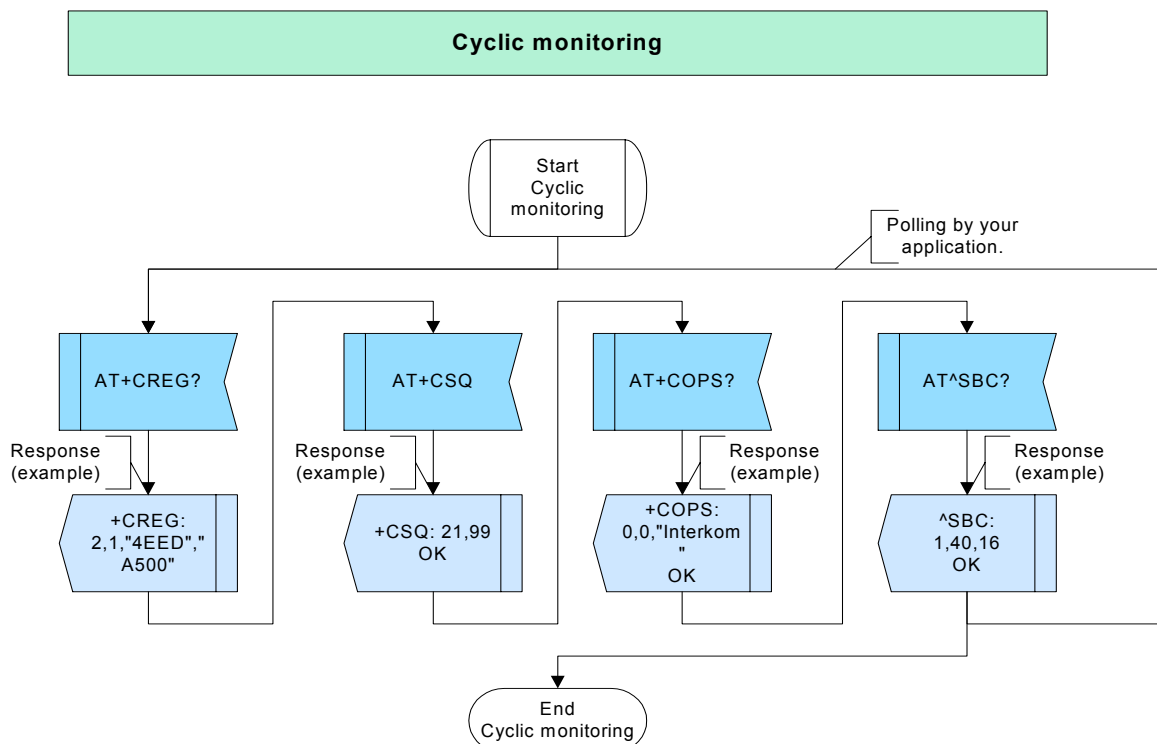 Cyclic monitoring
Start
Cyclic
monitoring
Polling by your
application.
AT+CREG?
AT+CSQ
AT+COPS?
AT^SBC?
Response
(example)
Response
(example)
Response
(example)
Response
(example)
+CREG:
2,1,"4EED","
A500"
+CSQ: 21,99
OK
+COPS:
0,0,"Interkom
"
OK
^SBC:
1,40,16
OK
End
Cyclic monitoring